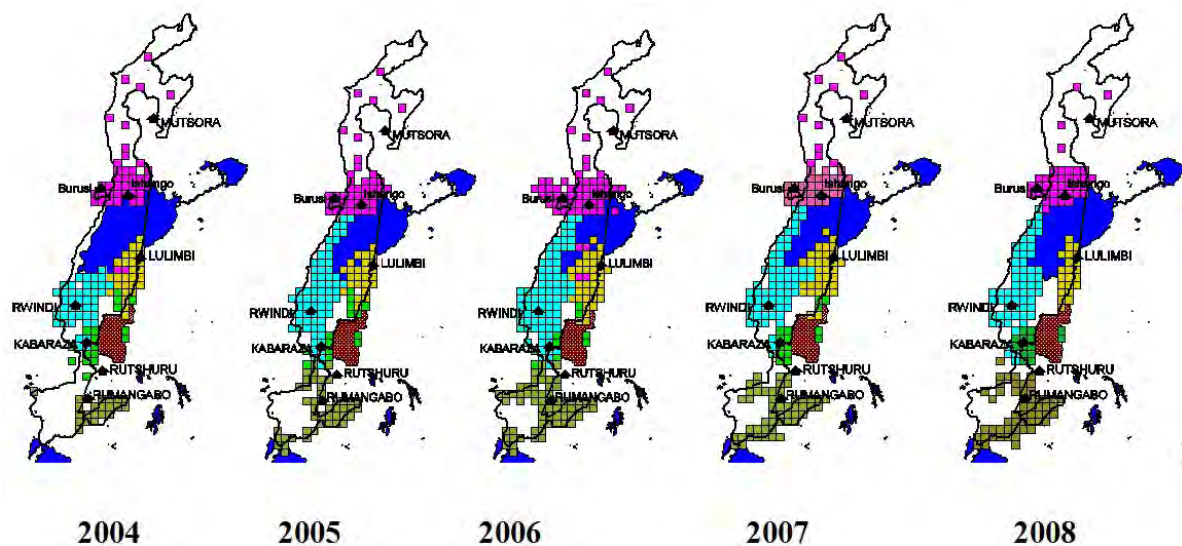 MUTSORA
Burusi
Ishango
LULIMBI
RWINDI
KABARAZA
RUTSHURU
RUMANGABO
MUTSORA
Burusi
Ishango
LULIMBI
RWINDI
KABARAZA
RUTSHURU
RUMANGABO
MUTSORA
Burusi
Ishango
LULIMBI
RWINDI
KABARAZA
RUTSHURU
RUMANGABO
MUTSORA
Burusi
Ishango
LULIMBI
RWINDI
KABARAZA
RUTSHURU
RUMANGABO
MUTSORA
Burusi
Ishango
LULIMBI
RWINDI
KABARAZA
RUTSHURU
RUMANGABO
2004 2005 2006 2007 2008